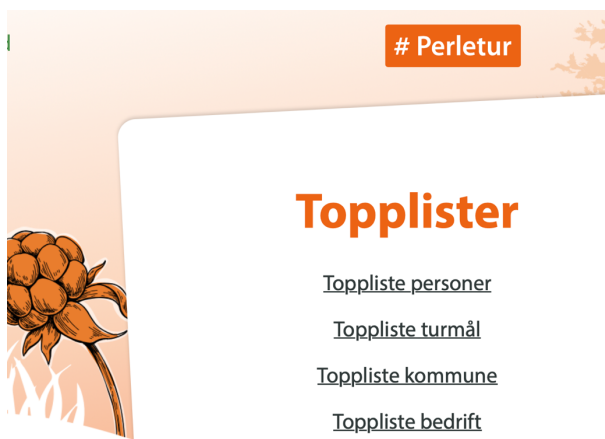 # Perletur
Topplister
Toppliste personer
Toppliste turmål
Toppliste kommune
Toppliste bedrift